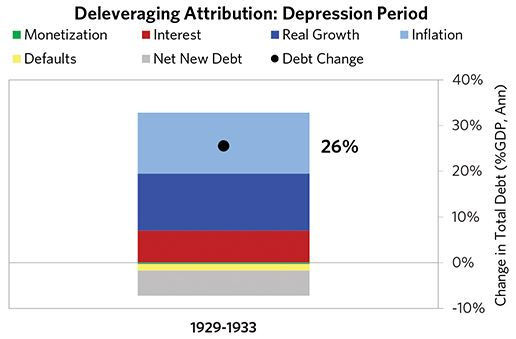 Deleveraging Attribution: Depression Period
Monetization Interest Real Growth Inflation
Defaults Net New Debt Debt Change
40%
30%
26%
20%
10%
0%
-10%
Change in Total Debt (%GDP, Ann)
1929-1933